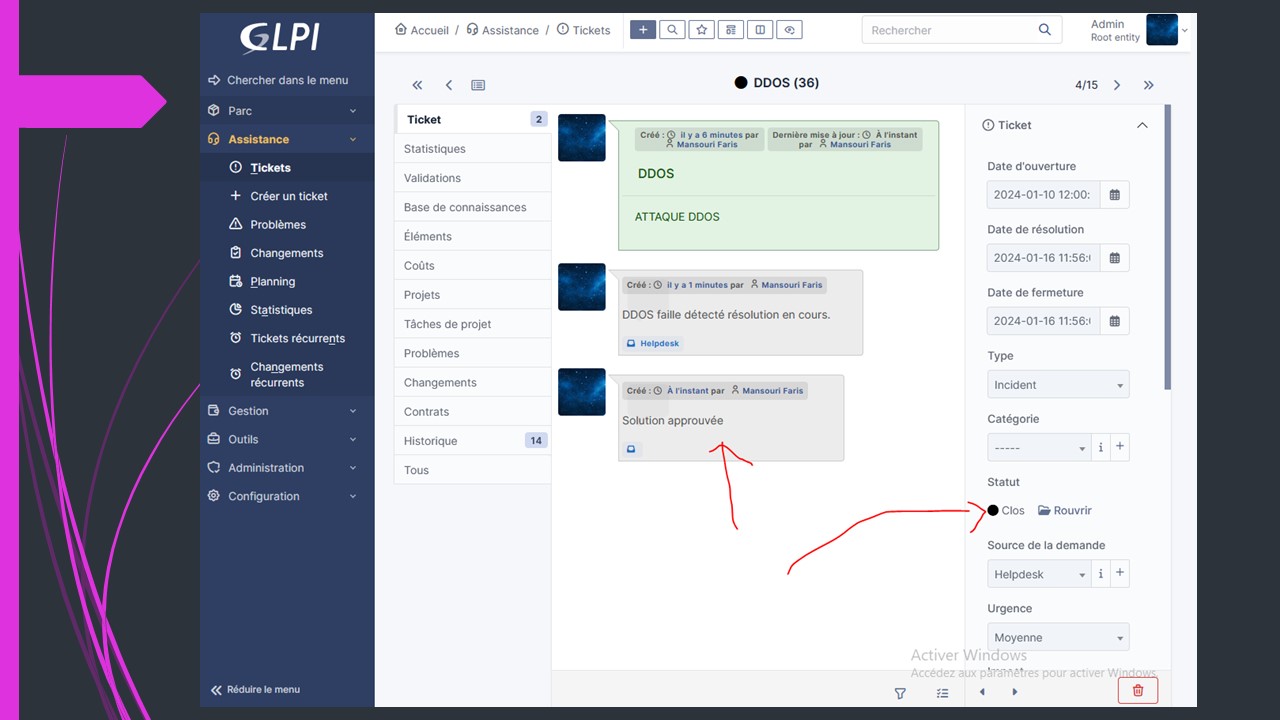 GLPI
Chercher dans le menu
Parc
Assistance
Tickets
Créer un ticket
Problèmes
Changements
Planning
Statistiques
Tickets récurrents
Changements
récurrents
Gestion
Outils
Administration
Configuration
Réduire le menu
Accueil / Assistance / Tickets
Rechercher
Admin
Root entity
DDOS (36)
4/15
Ticket 2
Statistiques
Validations
Base de connaissances
Éléments
Coûts
Projets
Tâches de projet
Problèmes
Changements
Contrats
Historique 14
Tous
Créé : il y a 6 minutes par
Mansouri Faris
Dernière mise à jour : À l'instant
par Mansouri Faris
DDOS
ATTAQUE DDOS
Créé : il y a 1 minutes par Mansouri Faris
DDOS faille détecté résolution en cours.
Helpdesk
Créé : À l'instant par Mansouri Faris
Solution approuvée
Ticket
Date d'ouverture
2024-01-10 12:00:
Date de résolution
2024-01-16 11:56:
Date de fermeture
2024-01-16 11:56:
Type
Incident
Catégorie
-----
Statut
Clos Rouvrir
Source de la demande
Helpdesk
Urgence
Moyenne
Activer Windows
Accédez aux paramètres pour activer Windows.